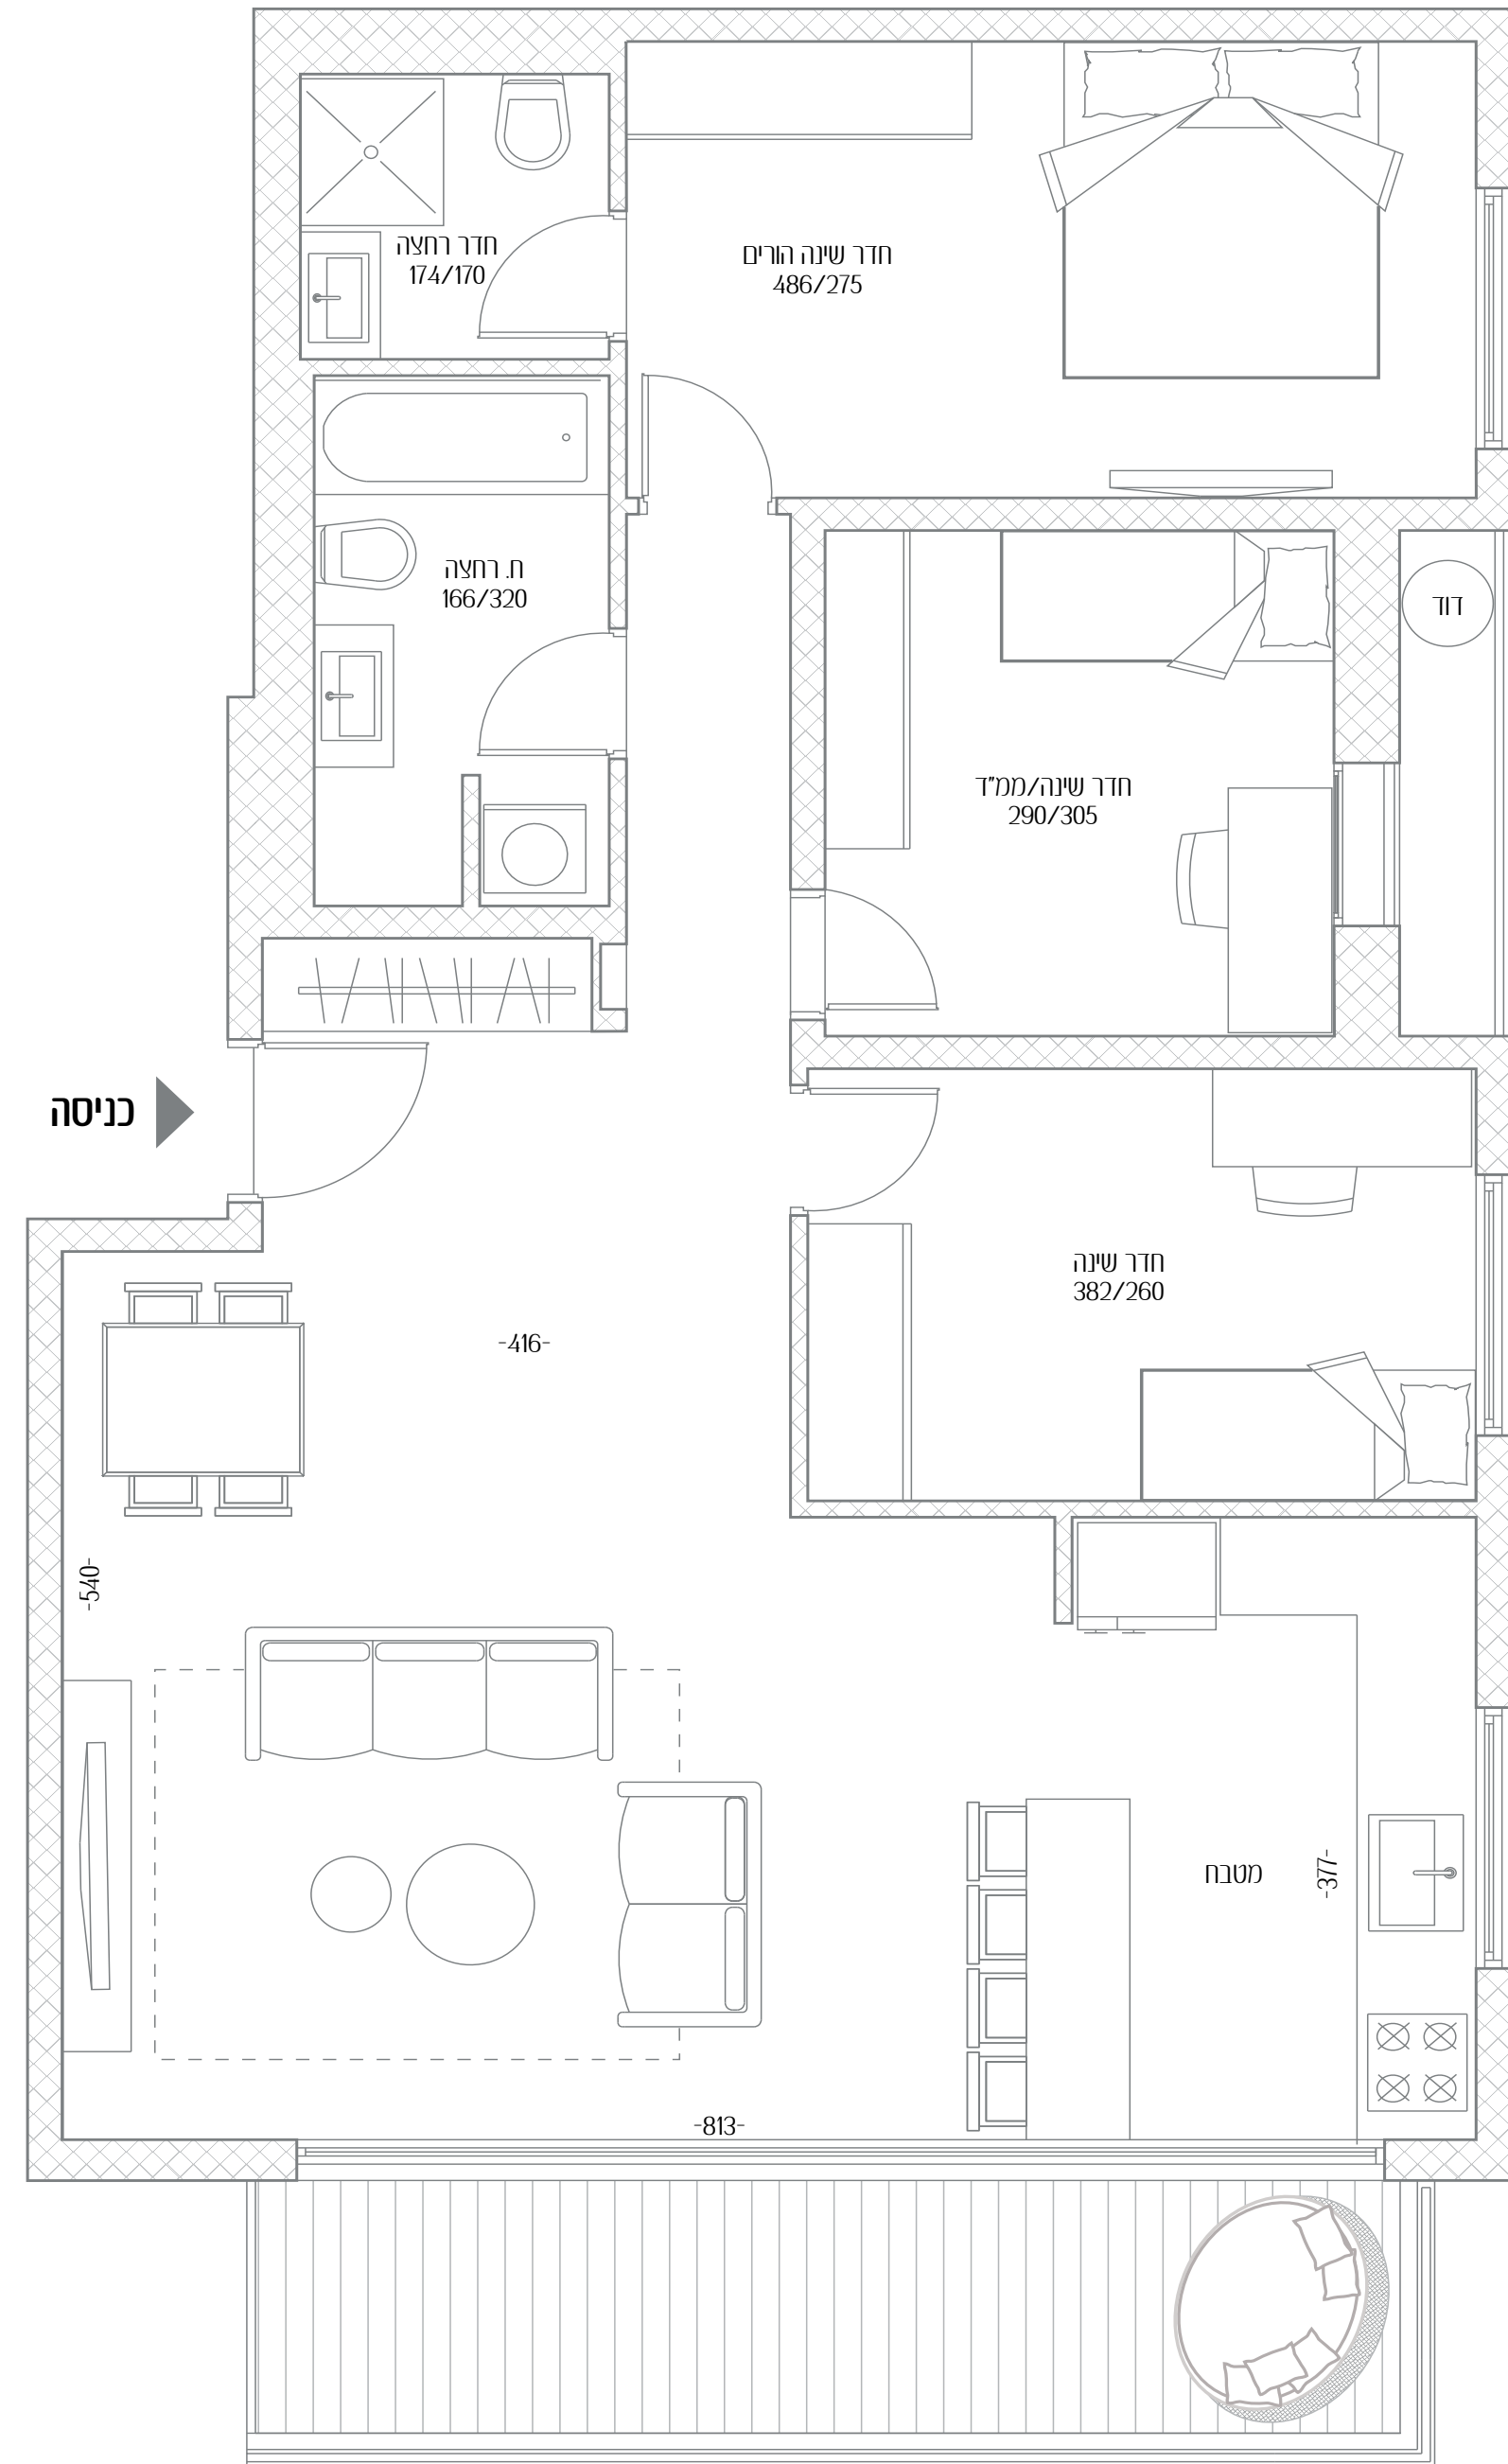 חדר רחצה
174/170
חדר שינה הורים
486/275
ח. רחצה
166/320
דוד
חדר שינה/ממ"ד
290/305
כניסה
חדר שינה
382/260
-416-
-540-
מטבח
-377-
-813-